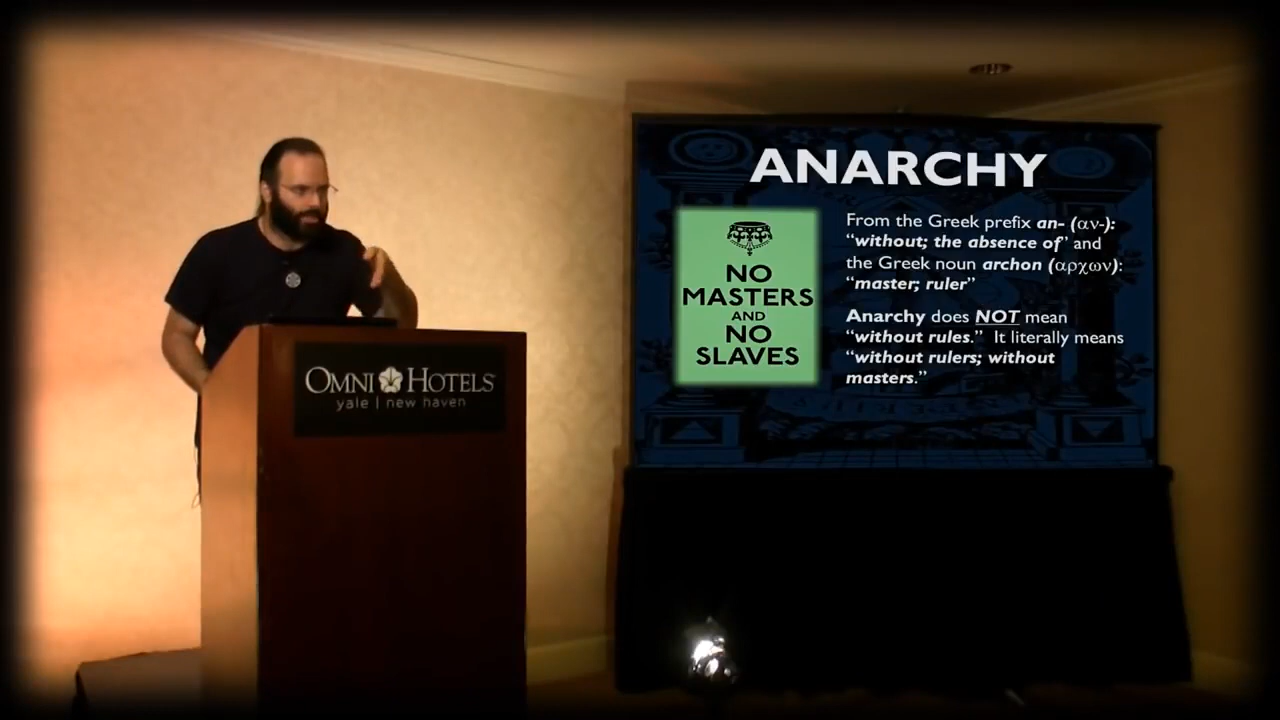 OMNI HOTELS
yale | new haven
ANARCHY
NO
MASTERS
AND
NO
SLAVES
From the Greek prefix an- (αν-):
“without; the absence of” and
the Greek noun archon (αρχων):
“master; ruler”
Anarchy does NOT mean
“without rules.” It literally means
“without rulers; without
masters.”